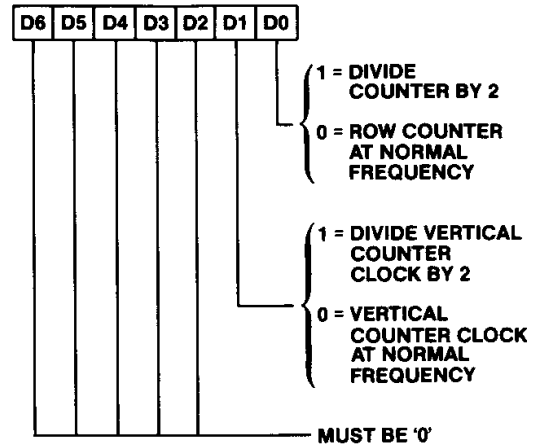 D6 D5 D4 D3 D2 D1 D0
1 = DIVIDE
COUNTER BY 2
0 = ROW COUNTER
AT NORMAL
FREQUENCY
1 = DIVIDE VERTICAL
COUNTER
CLOCK BY 2
0 = VERTICAL
COUNTER CLOCK
AT NORMAL
FREQUENCY
MUST BE '0'